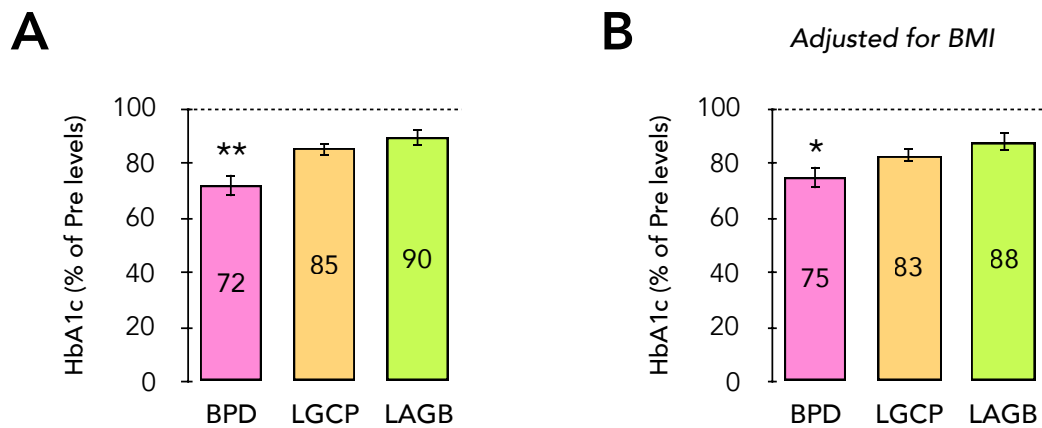 A
HbA1c (% of Pre levels)
100
80
60
40
20
0
**
72
85
90
BPD LGCP LAGB
B
Adjusted for BMI
HbA1c (% of Pre levels)
100
80
60
40
20
0
*
75
83
88
BPD LGCP LAGB